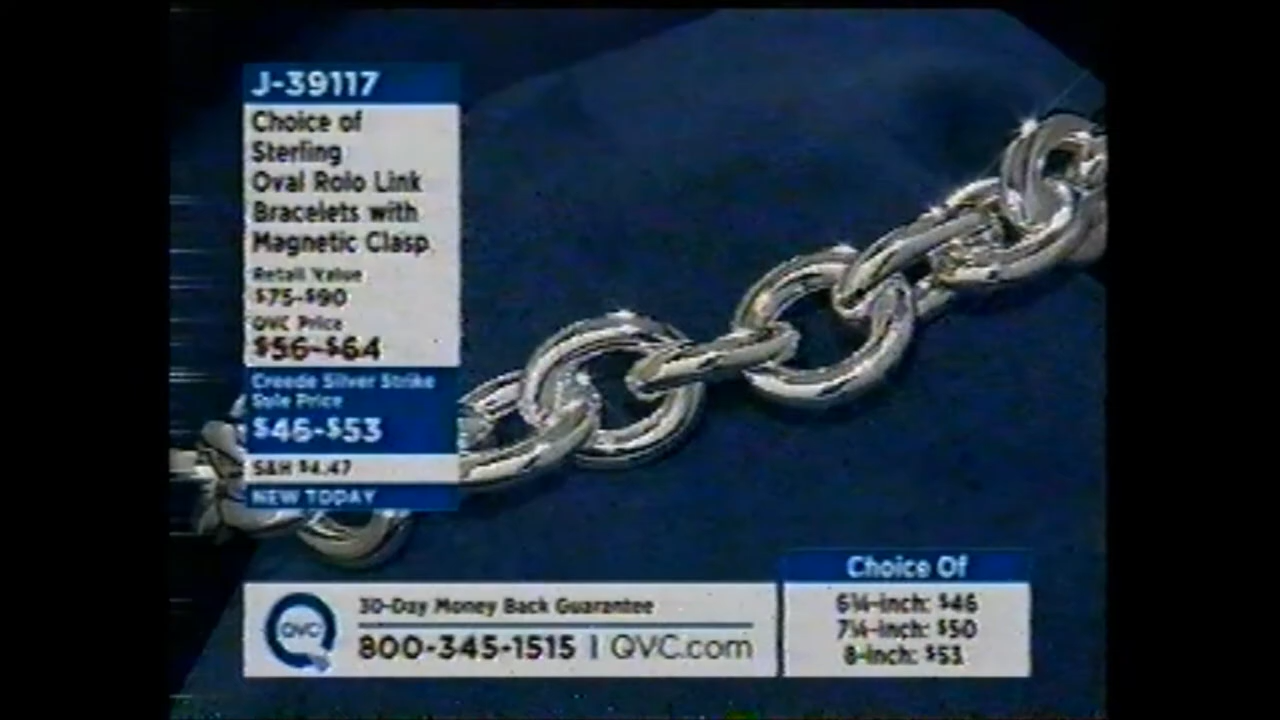 J-39117
Choice of
Sterling
Oval Rolo Link
Bracelets with
Magnetic Clasp
Retail Value
$75-$90
QVC Price
$56-$64
Creede Silver Strike
Sale Price
$46-$53
S&H $4.47
NEW TODAY
QVC
30-Day Money Back Guarantee
800-345-1515 | QVC.com
Choice Of
6¼-inch: $46
7¼-inch: $50
8-inch: $53